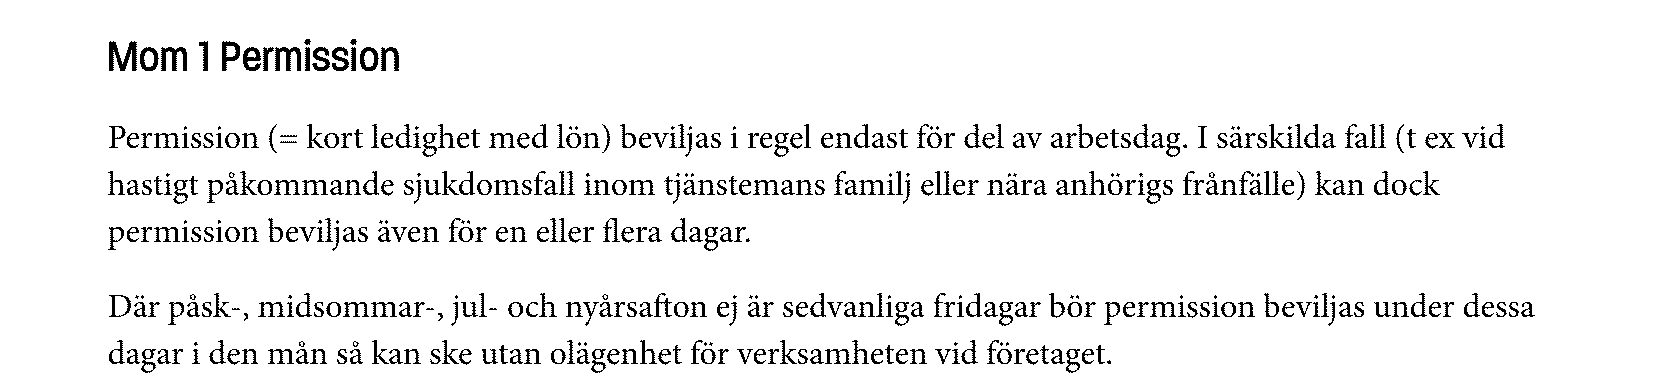 Mom 1 Permission
Permission (= kort ledighet med lön) beviljas i regel endast för del av arbetsdag. I särskilda fall (t ex vid
hastigt påkommande sjukdomsfall inom tjänstemans familj eller nära anhörigs frånfälle) kan dock
permission beviljas även för en eller flera dagar.
Där påsk-, midsommar-, jul- och nyårsafton ej är sedvanliga fridagar bör permission beviljas under dessa
dagar i den mån så kan ske utan olägenhet för verksamheten vid företaget.